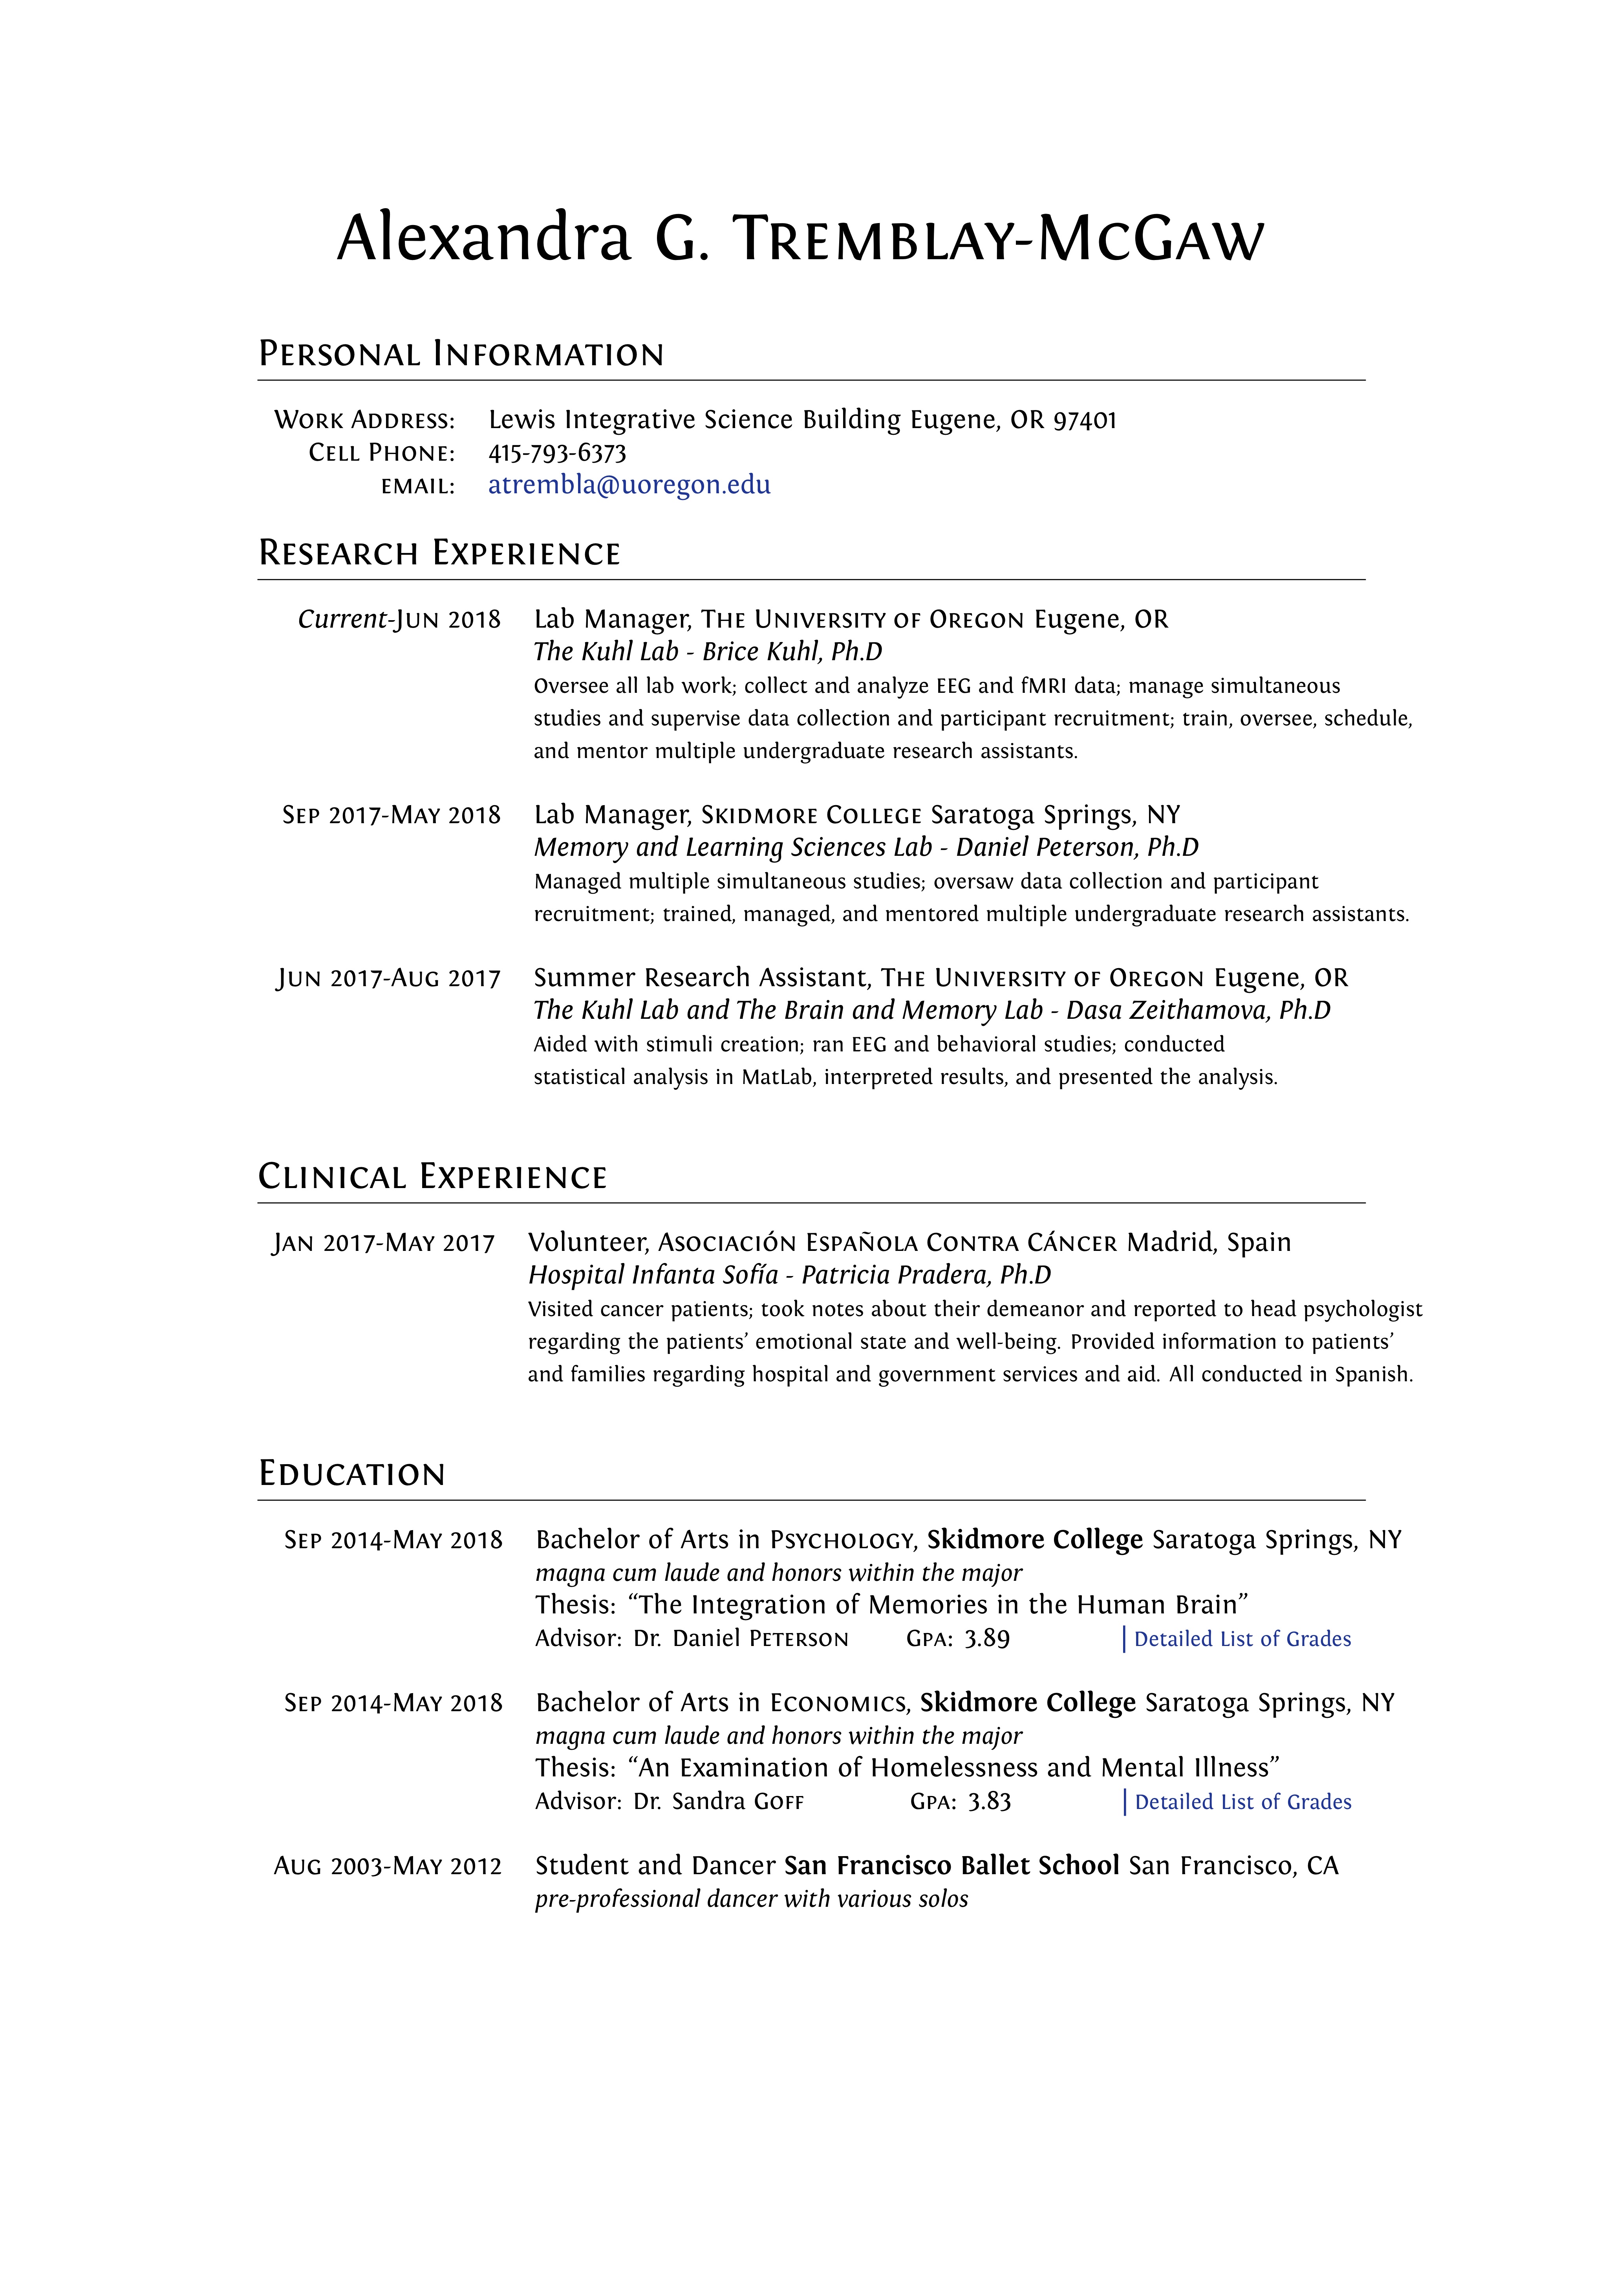 Alexandra G. Tremblay-McGaw
Personal Information
Work Address: Lewis Integrative Science Building Eugene, OR 97401
Cell Phone: 415-793-6373
email: atrembla@uoregon.edu
Research Experience
Current-Jun 2018 Lab Manager, The University of Oregon Eugene, OR
The Kuhl Lab - Brice Kuhl, Ph.D
Oversee all lab work; collect and analyze EEG and fMRI data; manage simultaneous
studies and supervise data collection and participant recruitment; train, oversee, schedule,
and mentor multiple undergraduate research assistants.
Sep 2017-May 2018 Lab Manager, Skidmore College Saratoga Springs, NY
Memory and Learning Sciences Lab - Daniel Peterson, Ph.D
Managed multiple simultaneous studies; oversaw data collection and participant
recruitment; trained, managed, and mentored multiple undergraduate research assistants.
Jun 2017-Aug 2017 Summer Research Assistant, The University of Oregon Eugene, OR
The Kuhl Lab and The Brain and Memory Lab - Dasa Zeithamova, Ph.D
Aided with stimuli creation; ran EEG and behavioral studies; conducted
statistical analysis in MatLab, interpreted results, and presented the analysis.
Clinical Experience
Jan 2017-May 2017 Volunteer, Asociación Española Contra Cáncer Madrid, Spain
Hospital Infanta Sofía - Patricia Pradera, Ph.D
Visited cancer patients; took notes about their demeanor and reported to head psychologist
regarding the patients’ emotional state and well-being. Provided information to patients’
and families regarding hospital and government services and aid. All conducted in Spanish.
Education
Sep 2014-May 2018 Bachelor of Arts in Psychology, Skidmore College Saratoga Springs, NY
magna cum laude and honors within the major
Thesis: “The Integration of Memories in the Human Brain”
Advisor: Dr. Daniel Peterson Gpa: 3.89 | Detailed List of Grades
Sep 2014-May 2018 Bachelor of Arts in Economics, Skidmore College Saratoga Springs, NY
magna cum laude and honors within the major
Thesis: “An Examination of Homelessness and Mental Illness”
Advisor: Dr. Sandra Goff Gpa: 3.83 | Detailed List of Grades
Aug 2003-May 2012 Student and Dancer San Francisco Ballet School San Francisco, CA
pre-professional dancer with various solos